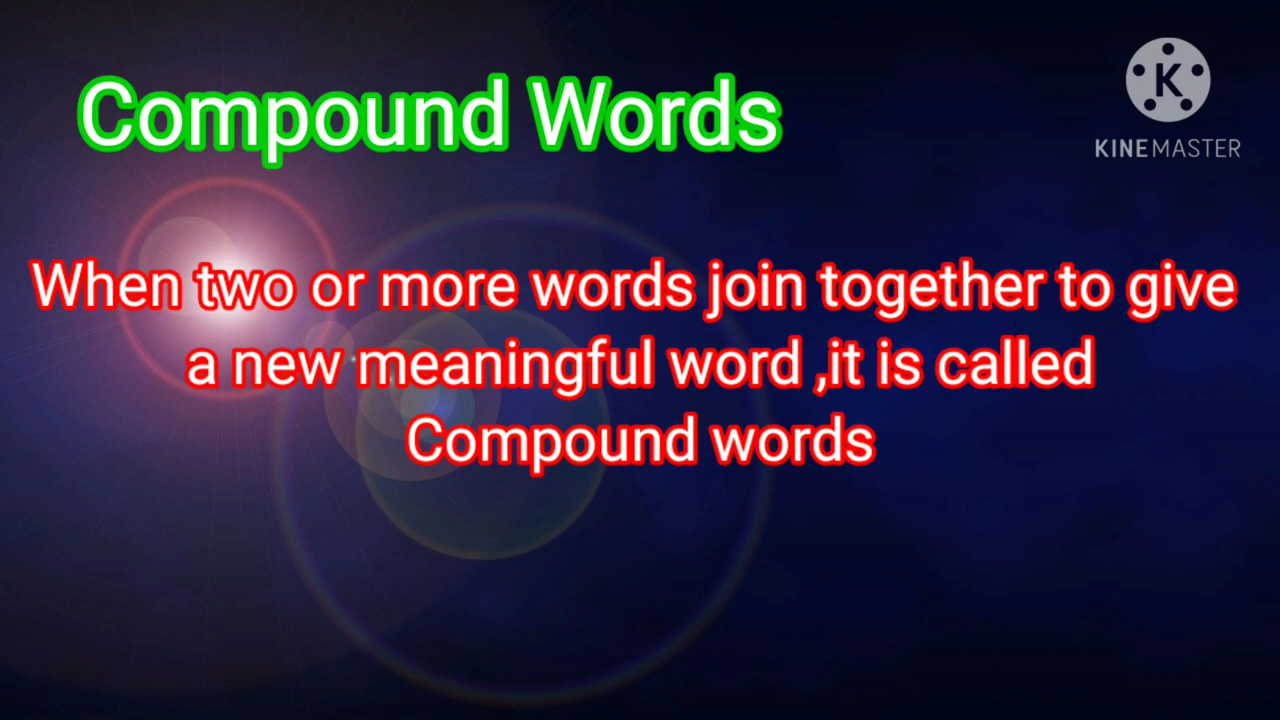 Compound Words
K
KINEMASTER
When two or more words join together to give
a new meaningful word ,it is called
Compound words